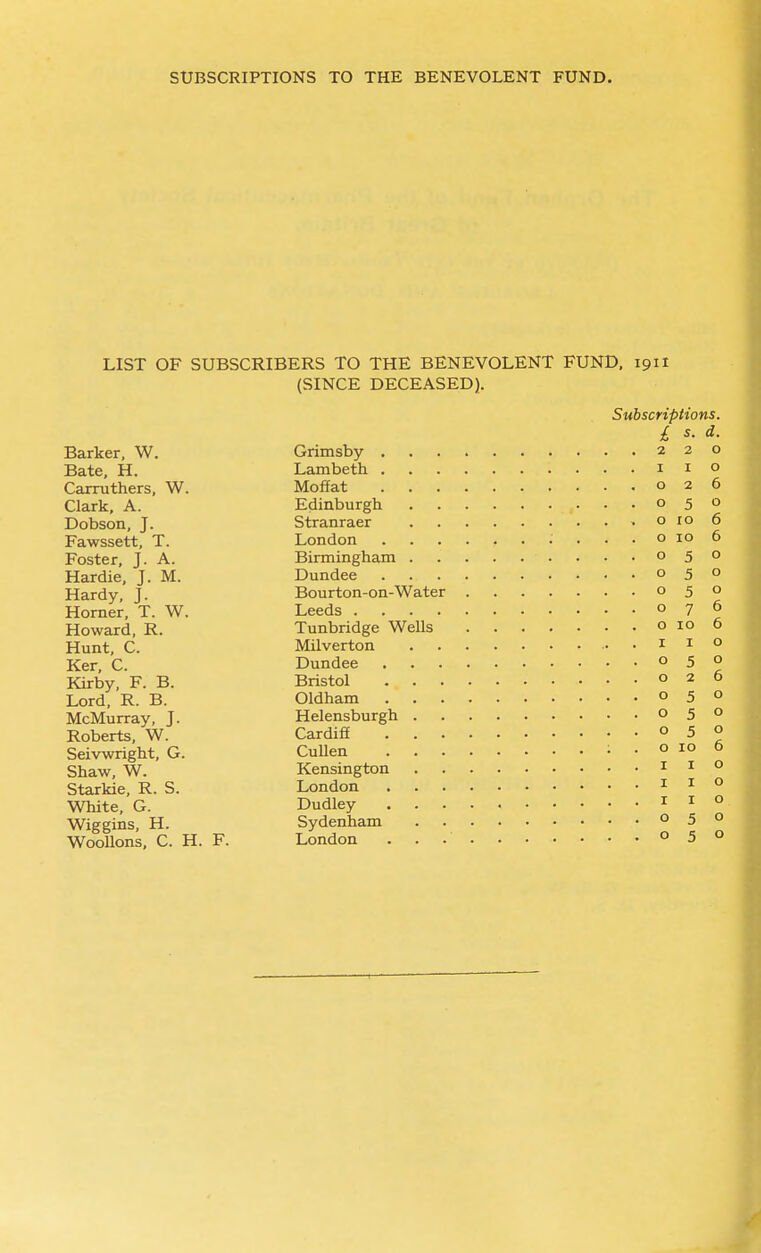 SUBSCRIPTIONS TO THE BENEVOLENT FUND.
LIST OF SUBSCRIBERS TO THE BENEVOLENT FUND, 1911
(SINCE DECEASED).
Subscriptions.
£ s. d.
Barker, W. Grimsby . . . . . . . . . . 2 2 0
Bate, H. Lambeth . . . . . . . . . . 1 1 0
Carruthers, W. Moffat . . . . . . . . . . 0 2 6
Clark, A. Edinburgh . . . . . . . . . 0 5 0
Dobson, J. Stranraer . . . . . . . . . 0 10 6
Fawssett, T. London . . . . . . . . . . 0 10 6
Foster, J. A. Birmingham . . . . . . . . . 0 5 0
Hardie, J. M. Dundee . . . . . . . . . . 0 5 0
Hardy, J. Bourton-on-Water . . . . . . . 0 5 0
Horner, T. W. Leeds . . . . . . . . . . . 0 7 6
Howard, R. Tunbridge Wells . . . . . . . 0 10 6
Hunt, C. Milverton . . . . . . . . . 1 1 0
Ker, C. Dundee . . . . . . . . . . 0 5 0
Kirby, F. B. Bristol . . . . . . . . . . 0 2 6
Lord, R. B. Oldham . . . . . . . . . . 0 5 0
McMurray, J. Helensburgh . . . . . . . . . 0 5 0
Roberts, W. Cardiff . . . . . . . . . . 0 5 0
Seivwright, G. Cullen . . . . . . . . . . 0 10 6
Shaw, W. Kensington . . . . . . . . . 1 1 0
Starkie, R. S. London . . . . . . . . . . 1 1 0
White, G. Dudley . . . . . . . . . . 1 1 0
Wiggins, H. Sydenham . . . . . . . . . 0 5 0
Woollons, C. H. F. London . . . . . . . . . . 0 5 0